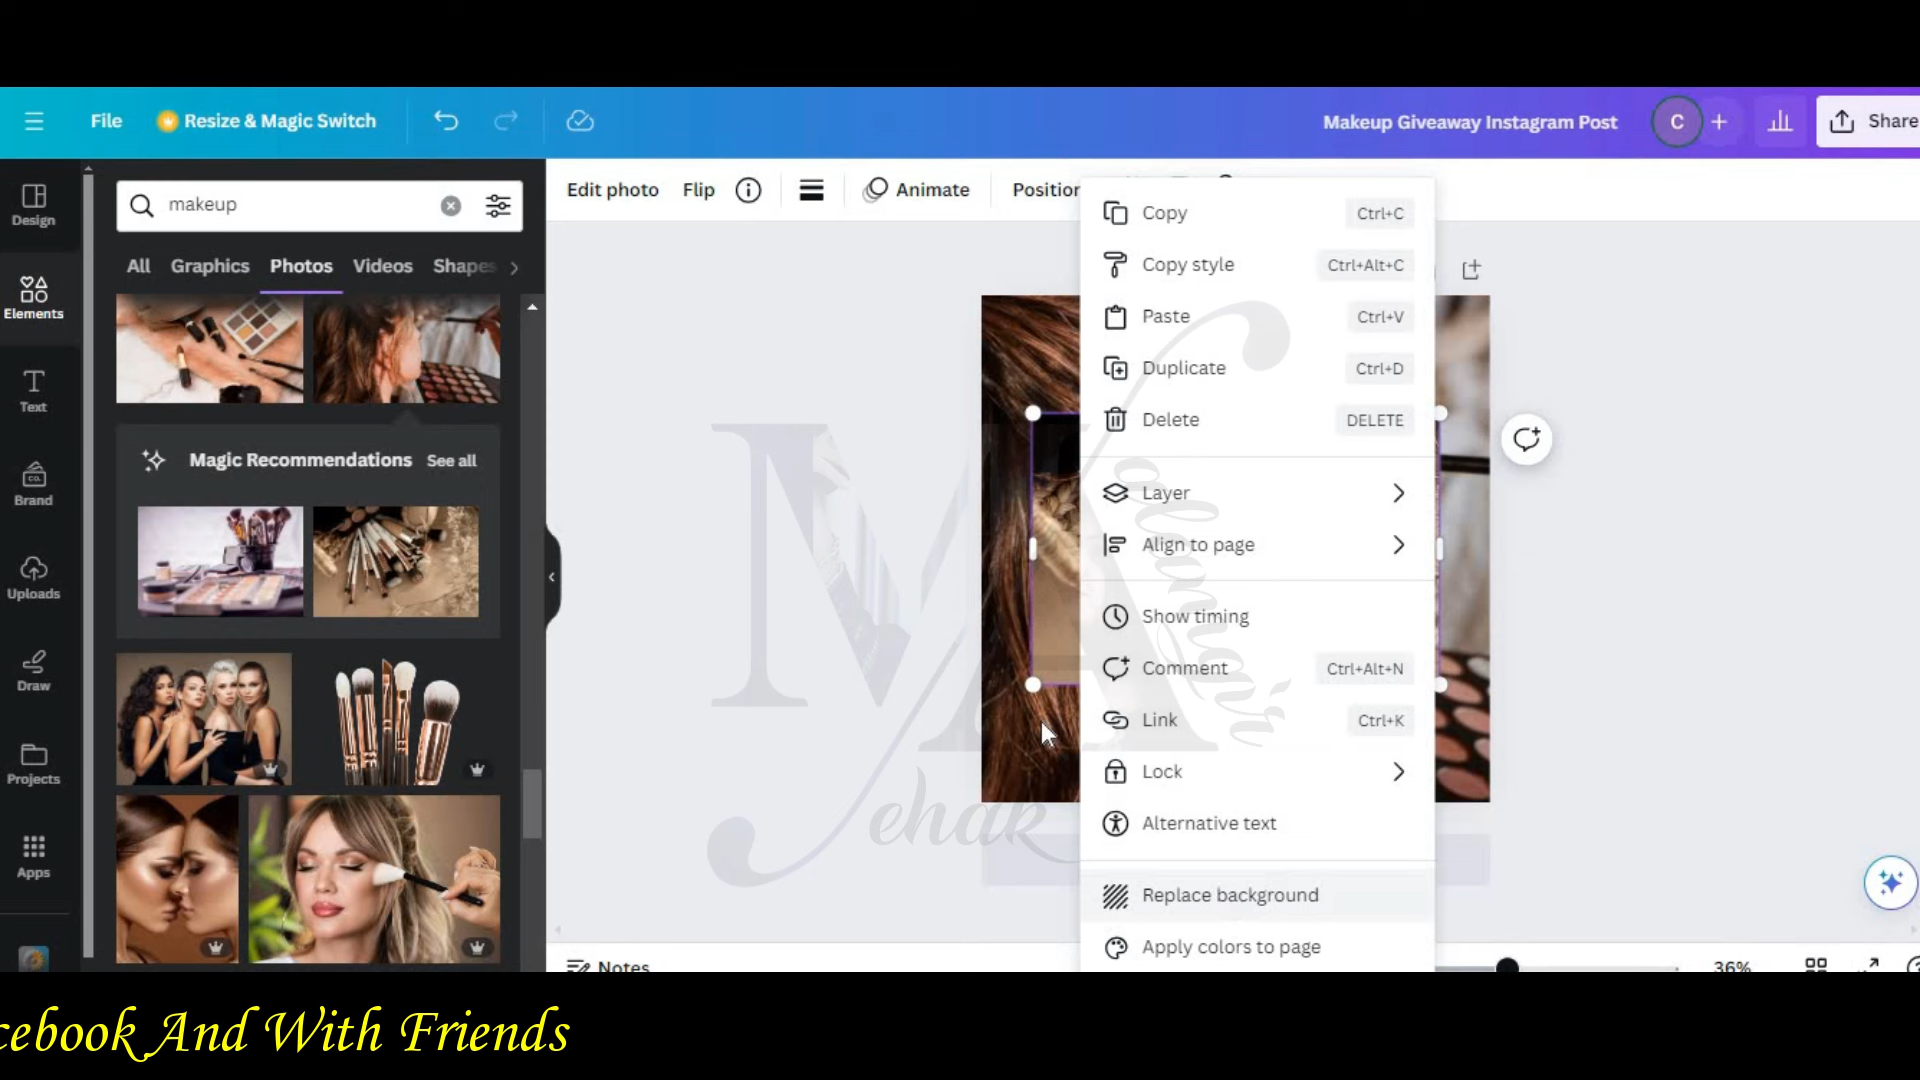 File
Resize & Magic Switch
Makeup Giveaway Instagram Post
C
Share
Design
Elements
Text
Brand
Uploads
Draw
Projects
Apps
makeup
All Graphics Photos Videos Shapes
Magic Recommendations See all
Edit photo Flip Animate Position
Copy Ctrl+C
Copy style Ctrl+Alt+C
Paste Ctrl+V
Duplicate Ctrl+D
Delete DELETE
Layer
Align to page
Show timing
Comment Ctrl+Alt+N
Link Ctrl+K
Lock
Alternative text
Replace background
Apply colors to page
Notes
36%
cebook And With Friends